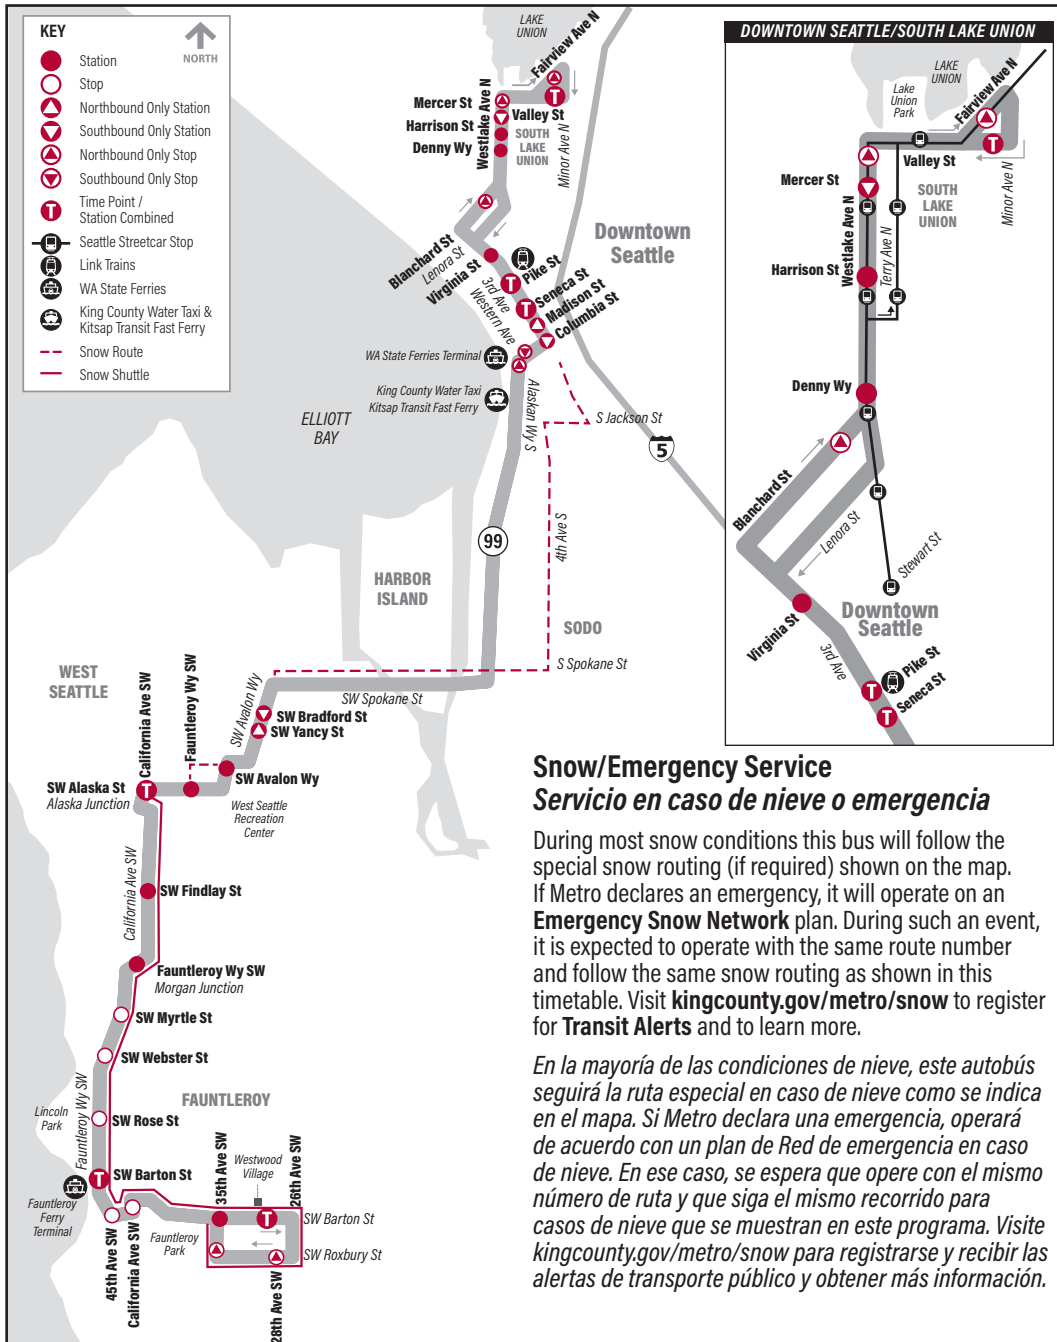 KEY
NORTH
Station
Stop
Northbound Only Station
Southbound Only Station
Northbound Only Stop
Southbound Only Stop
Time Point /
Station Combined
Seattle Streetcar Stop
Link Trains
WA State Ferries
King County Water Taxi &
Kitsap Transit Fast Ferry
Snow Route
Snow Shuttle
LAKE
UNION
Fairview Ave N
Westlake Ave N
Mercer St
Valley St
Harrison St
SOUTH
LAKE
UNION
Denny Wy
Minor Ave N
Blanchard St
Lenora St
Virginia St
3rd Ave
Western Ave
Downtown
Seattle
Pike St
Seneca St
Madison St
Columbia St
WA State Ferries Terminal
King County Water Taxi
Kitsap Transit Fast Ferry
Alaskan Wy S
S Jackson St
ELLIOTT
BAY
5
99
4th Ave S
HARBOR
ISLAND
SODO
S Spokane St
SW Spokane St
WEST
SEATTLE
California Ave SW
Fauntleroy Wy SW
SW Avalon Wy
SW Bradford St
SW Yancy St
SW Avalon Wy
SW Alaska St
Alaska Junction
West Seattle
Recreation
Center
California Ave SW
SW Findlay St
Fauntleroy Wy SW
Morgan Junction
SW Myrtle St
SW Webster St
Fauntleroy Wy SW
FAUNTLEROY
Lincoln
Park
SW Rose St
SW Barton St
Fauntleroy
Ferry
Terminal
45th Ave SW
California Ave SW
Fauntleroy
Park
35th Ave SW
Westwood
Village
26th Ave SW
SW Barton St
SW Roxbury St
28th Ave SW
DOWNTOWN SEATTLE/SOUTH LAKE UNION
LAKE
UNION
Lake
Union
Park
Fairview Ave N
Valley St
Mercer St
SOUTH
LAKE
UNION
Minor Ave N
Westlake Ave N
Terry Ave N
Harrison St
Denny Wy
Blanchard St
Lenora St
Stewart St
Virginia St
Downtown
Seattle
3rd Ave
Pike St
Seneca St
T
T
T
T
T
T
T
T
T
T
Snow/Emergency Service
Servicio en caso de nieve o emergencia
During most snow conditions this bus will follow the
special snow routing (if required) shown on the map.
If Metro declares an emergency, it will operate on an
Emergency Snow Network plan. During such an event,
it is expected to operate with the same route number
and follow the same snow routing as shown in this
timetable. Visit kingcounty.gov/metro/snow to register
for Transit Alerts and to learn more.
En la mayoría de las condiciones de nieve, este autobús
seguirá la ruta especial en caso de nieve como se indica
en el mapa. Si Metro declara una emergencia, operará
de acuerdo con un plan de Red de emergencia en caso
de nieve. En ese caso, se espera que opere con el mismo
número de ruta y que siga el mismo recorrido para
casos de nieve que se muestran en este programa. Visite
kingcounty.gov/metro/snow para registrarse y recibir las
alertas de transporte público y obtener más información.